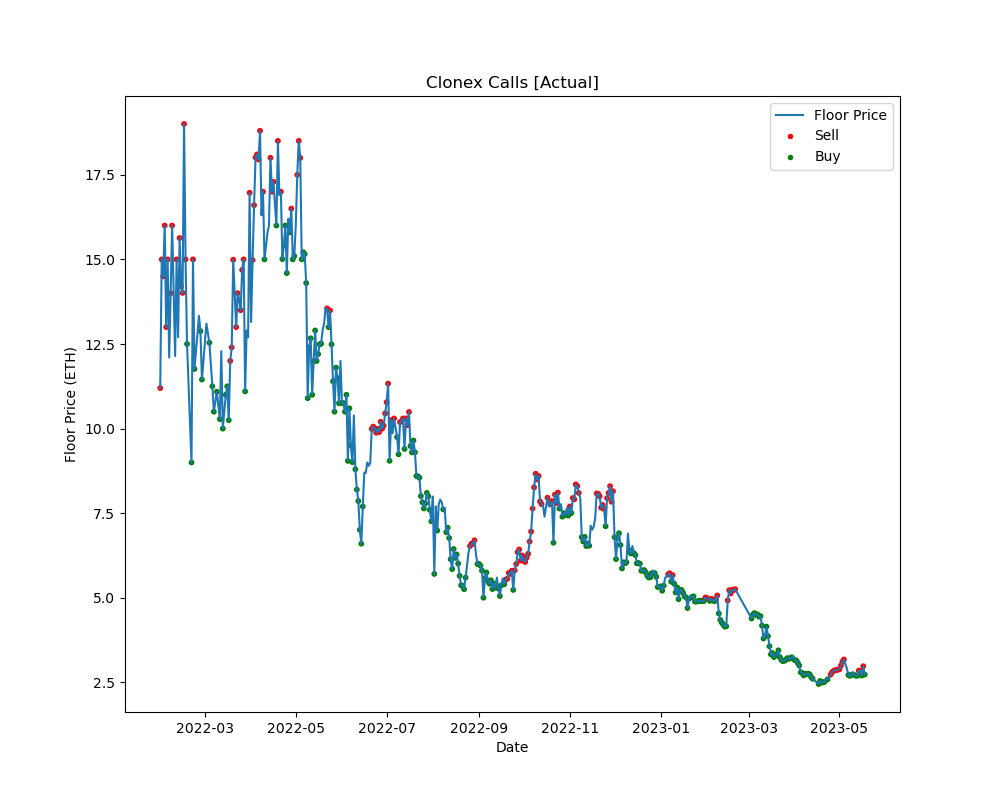 Clonex Calls [Actual]
Floor Price
Sell
Buy
Floor Price (ETH)
17.5
15.0
12.5
10.0
7.5
5.0
2.5
2022-03 2022-05 2022-07 2022-09 2022-11 2023-01 2023-03 2023-05
Date